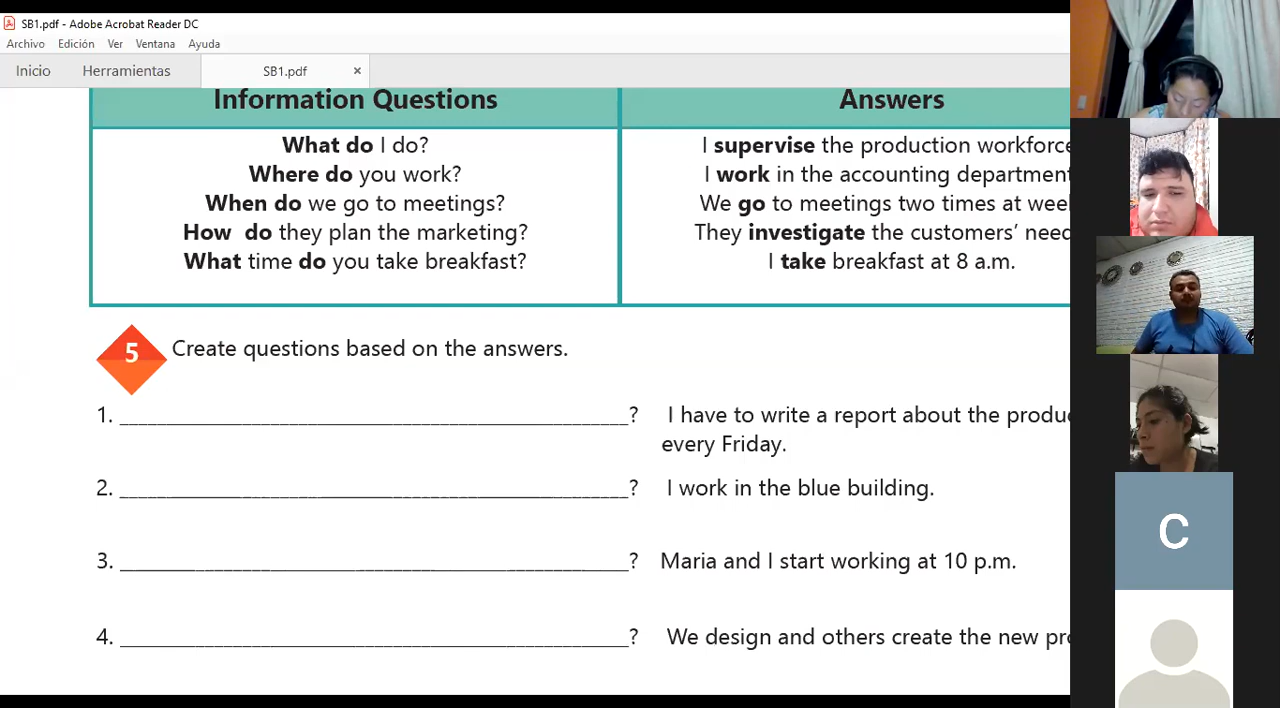 SB1.pdf - Adobe Acrobat Reader DC
Archivo Edición Ver Ventana Ayuda
Inicio Herramientas SB1.pdf ×
Information Questions Answers
What do I do? I supervise the production workforce
Where do you work? I work in the accounting department
When do we go to meetings? We go to meetings two times at
How do they plan the marketing? They investigate the customers’
What time do you take breakfast? I take breakfast at 8 a.m.
5 Create questions based on the answers.
1. ? I have to write a report about the
every Friday.
2. ? I work in the blue building.
3. ? Maria and I start working at 10 p.m.
4. ? We design and others create the new
C